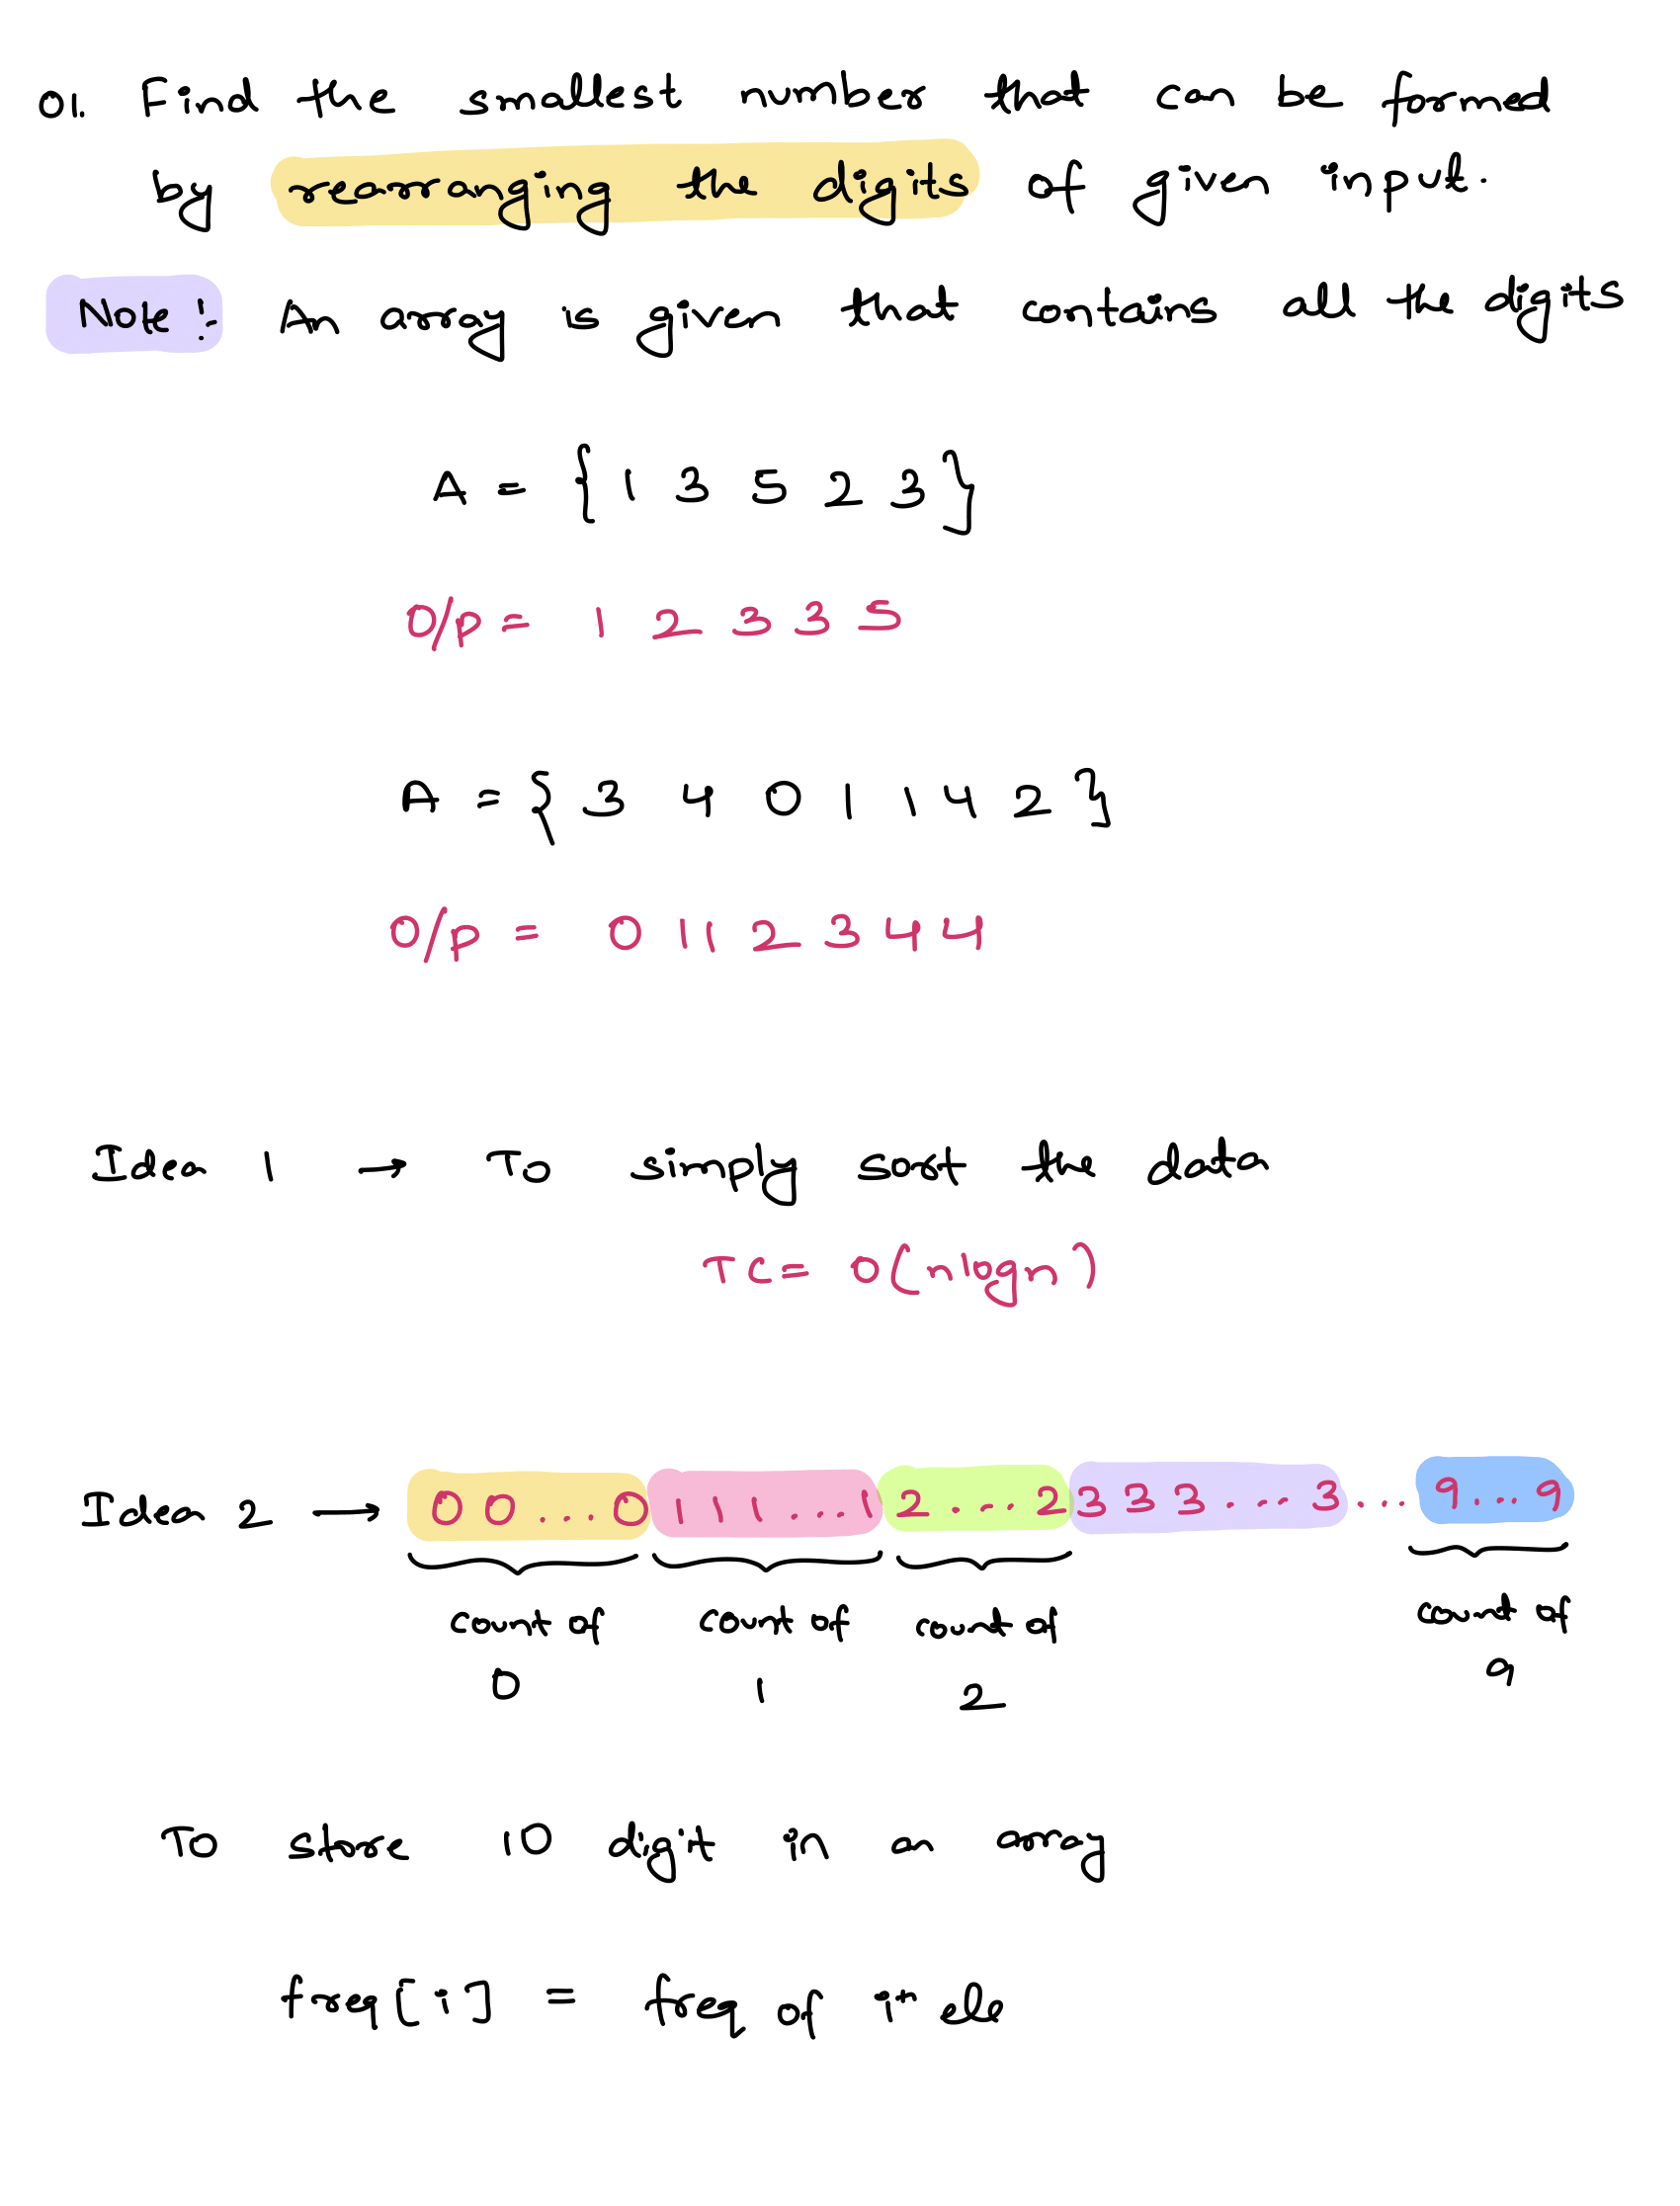 01. Find the smallest number that can be formed
by rearranging the digits of given input.
Note :- An array is given that contains all the digits
A = { 1 3 5 2 3 }
O/p = 1 2 3 3 5
A = { 3 4 0 1 1 4 2 }
O/p = 0 1 1 2 3 4 4
Idea 1 → To simply sort the data
TC = O(nlogn)
Idea 2 → 0 0 ... 0 1 1 1 ... 1 2 ... 2 3 3 3 ... 3 ... 9 ... 9
count of 0 count of 1 count of 2 count of 9
To store 10 digit in an array
freq[i] = freq of ith ele